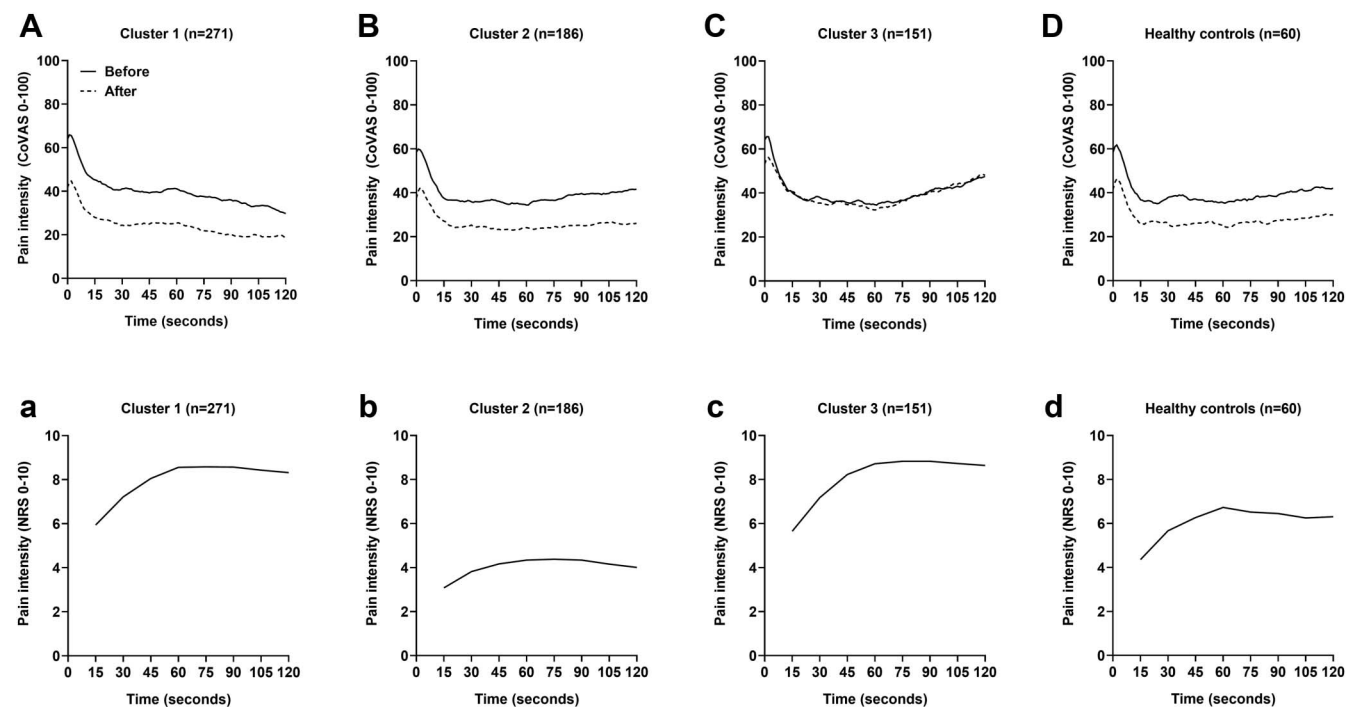 A
Cluster 1 (n=271)
Pain intensity (CoVAS 0-100)
100
80
60
40
20
0
Before
After
0 15 30 45 60 75 90 105 120
Time (seconds)
B
Cluster 2 (n=186)
Pain intensity (CoVAS 0-100)
100
80
60
40
20
0
0 15 30 45 60 75 90 105 120
Time (seconds)
C
Cluster 3 (n=151)
Pain intensity (CoVAS 0-100)
100
80
60
40
20
0
0 15 30 45 60 75 90 105 120
Time (seconds)
D
Healthy controls (n=60)
Pain intensity (CoVAS 0-100)
100
80
60
40
20
0
0 15 30 45 60 75 90 105 120
Time (seconds)
a
Cluster 1 (n=271)
Pain intensity (NRS 0-10)
10
8
6
4
2
0
0 15 30 45 60 75 90 105 120
Time (seconds)
b
Cluster 2 (n=186)
Pain intensity (NRS 0-10)
10
8
6
4
2
0
0 15 30 45 60 75 90 105 120
Time (seconds)
c
Cluster 3 (n=151)
Pain intensity (NRS 0-10)
10
8
6
4
2
0
0 15 30 45 60 75 90 105 120
Time (seconds)
d
Healthy controls (n=60)
Pain intensity (NRS 0-10)
10
8
6
4
2
0
0 15 30 45 60 75 90 105 120
Time (seconds)